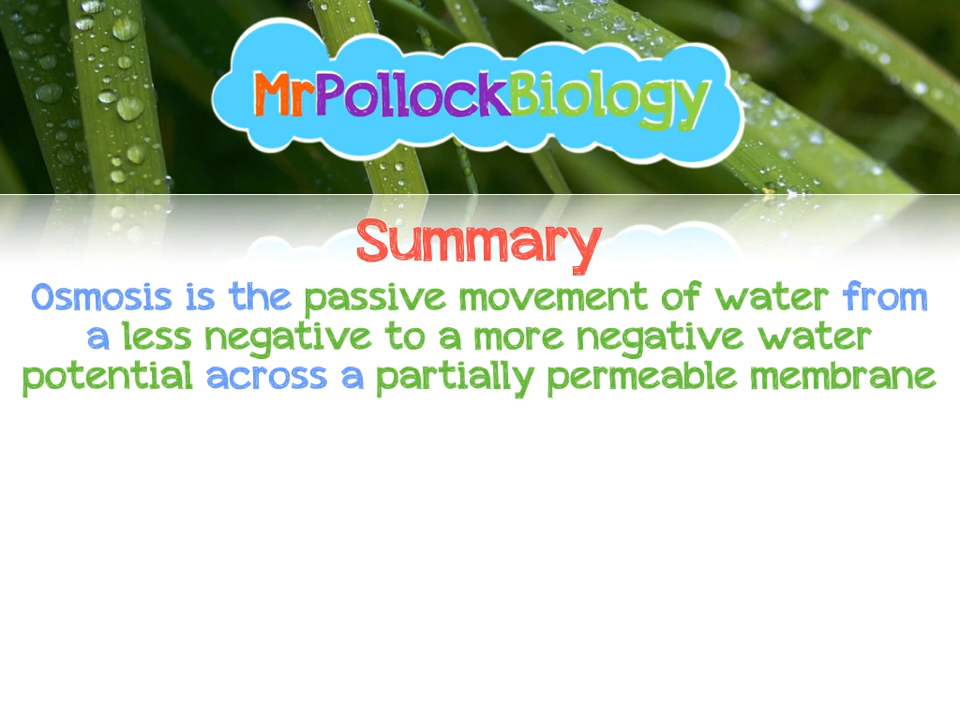 MrPollockBiology
Summary
Osmosis is the passive movement of water from
a less negative to a more negative water
potential across a partially permeable membrane